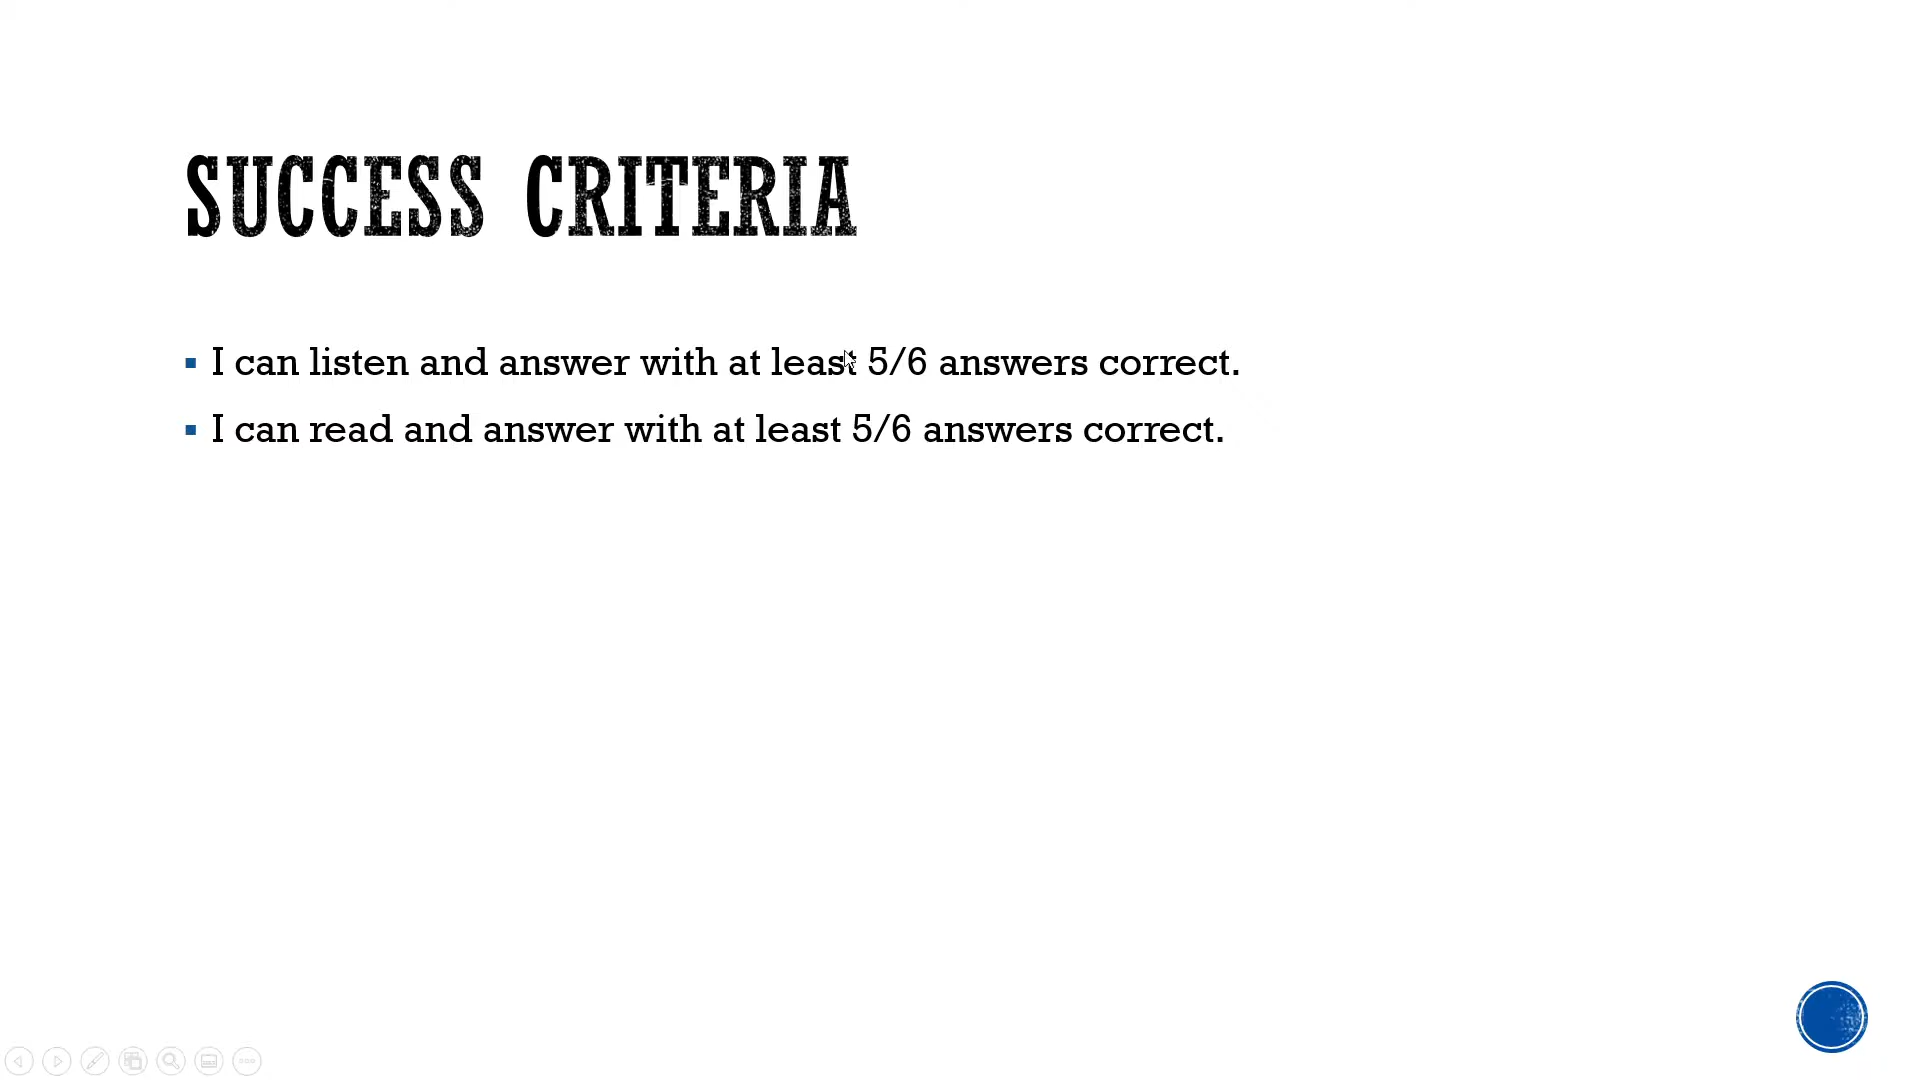 SUCCESS CRITERIA
I can listen and answer with at least 5/6 answers correct.
I can read and answer with at least 5/6 answers correct.